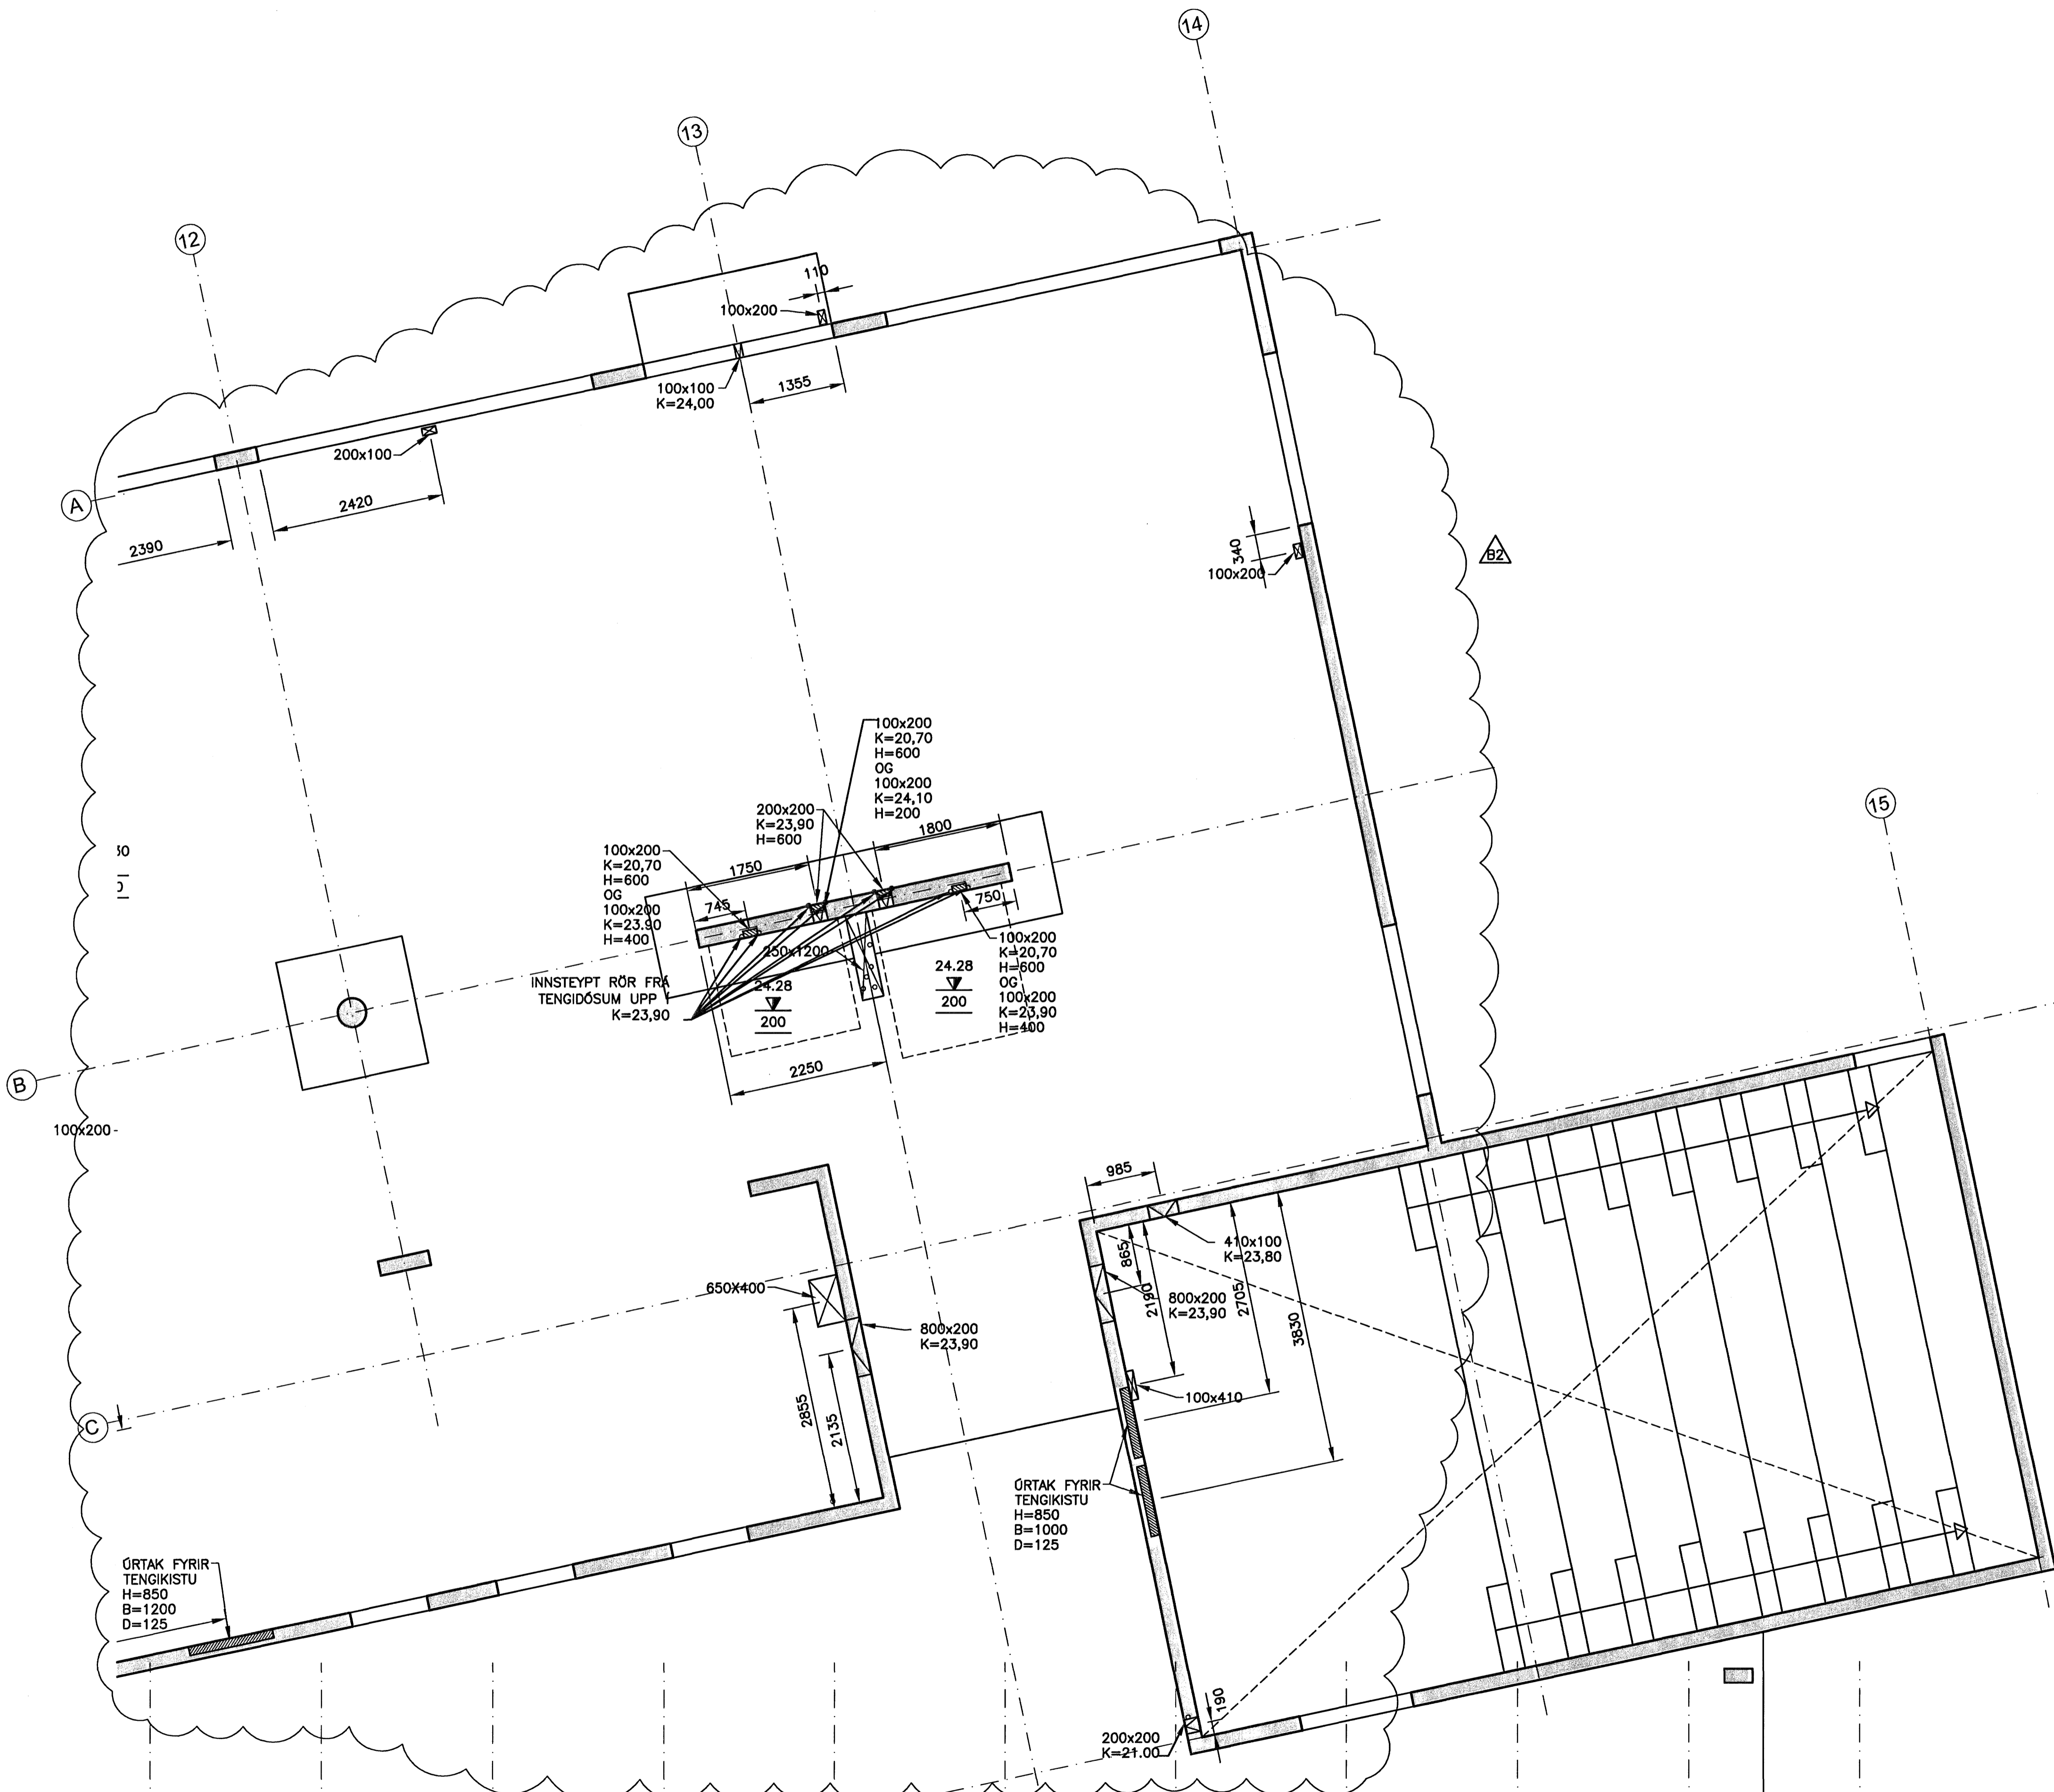 14
13
12
110
100x200
100x100
K=24,00
1355
200x100
A
2420
2390
340
100x200
B2
100x200
K=20,70
H=600
OG
100x200
K=24,10
H=200
200x200
K=23,90
H=600
1800
15
100x200
K=20,70
H=600
OG
100x200
K=23.90
H=400
1750
745
750
250x1200
100x200
K=20,70
H=600
OG
100x200
K=23,90
H=400
INNSTEYPT RÖR FRÁ
TENGIDÓSUM UPP Í
K=23,90
24.28
200
24.28
200
2250
B
100x200
985
410x100
K=23,80
865
2190
2705
3830
800x200
K=23,90
650X400
800x200
K=23,90
2855
2135
100x410
C
ÚRTAK FYRIR
TENGIKISTU
H=850
B=1000
D=125
ÚRTAK FYRIR
TENGIKISTU
H=850
B=1200
D=125
190
200x200
K=21.00